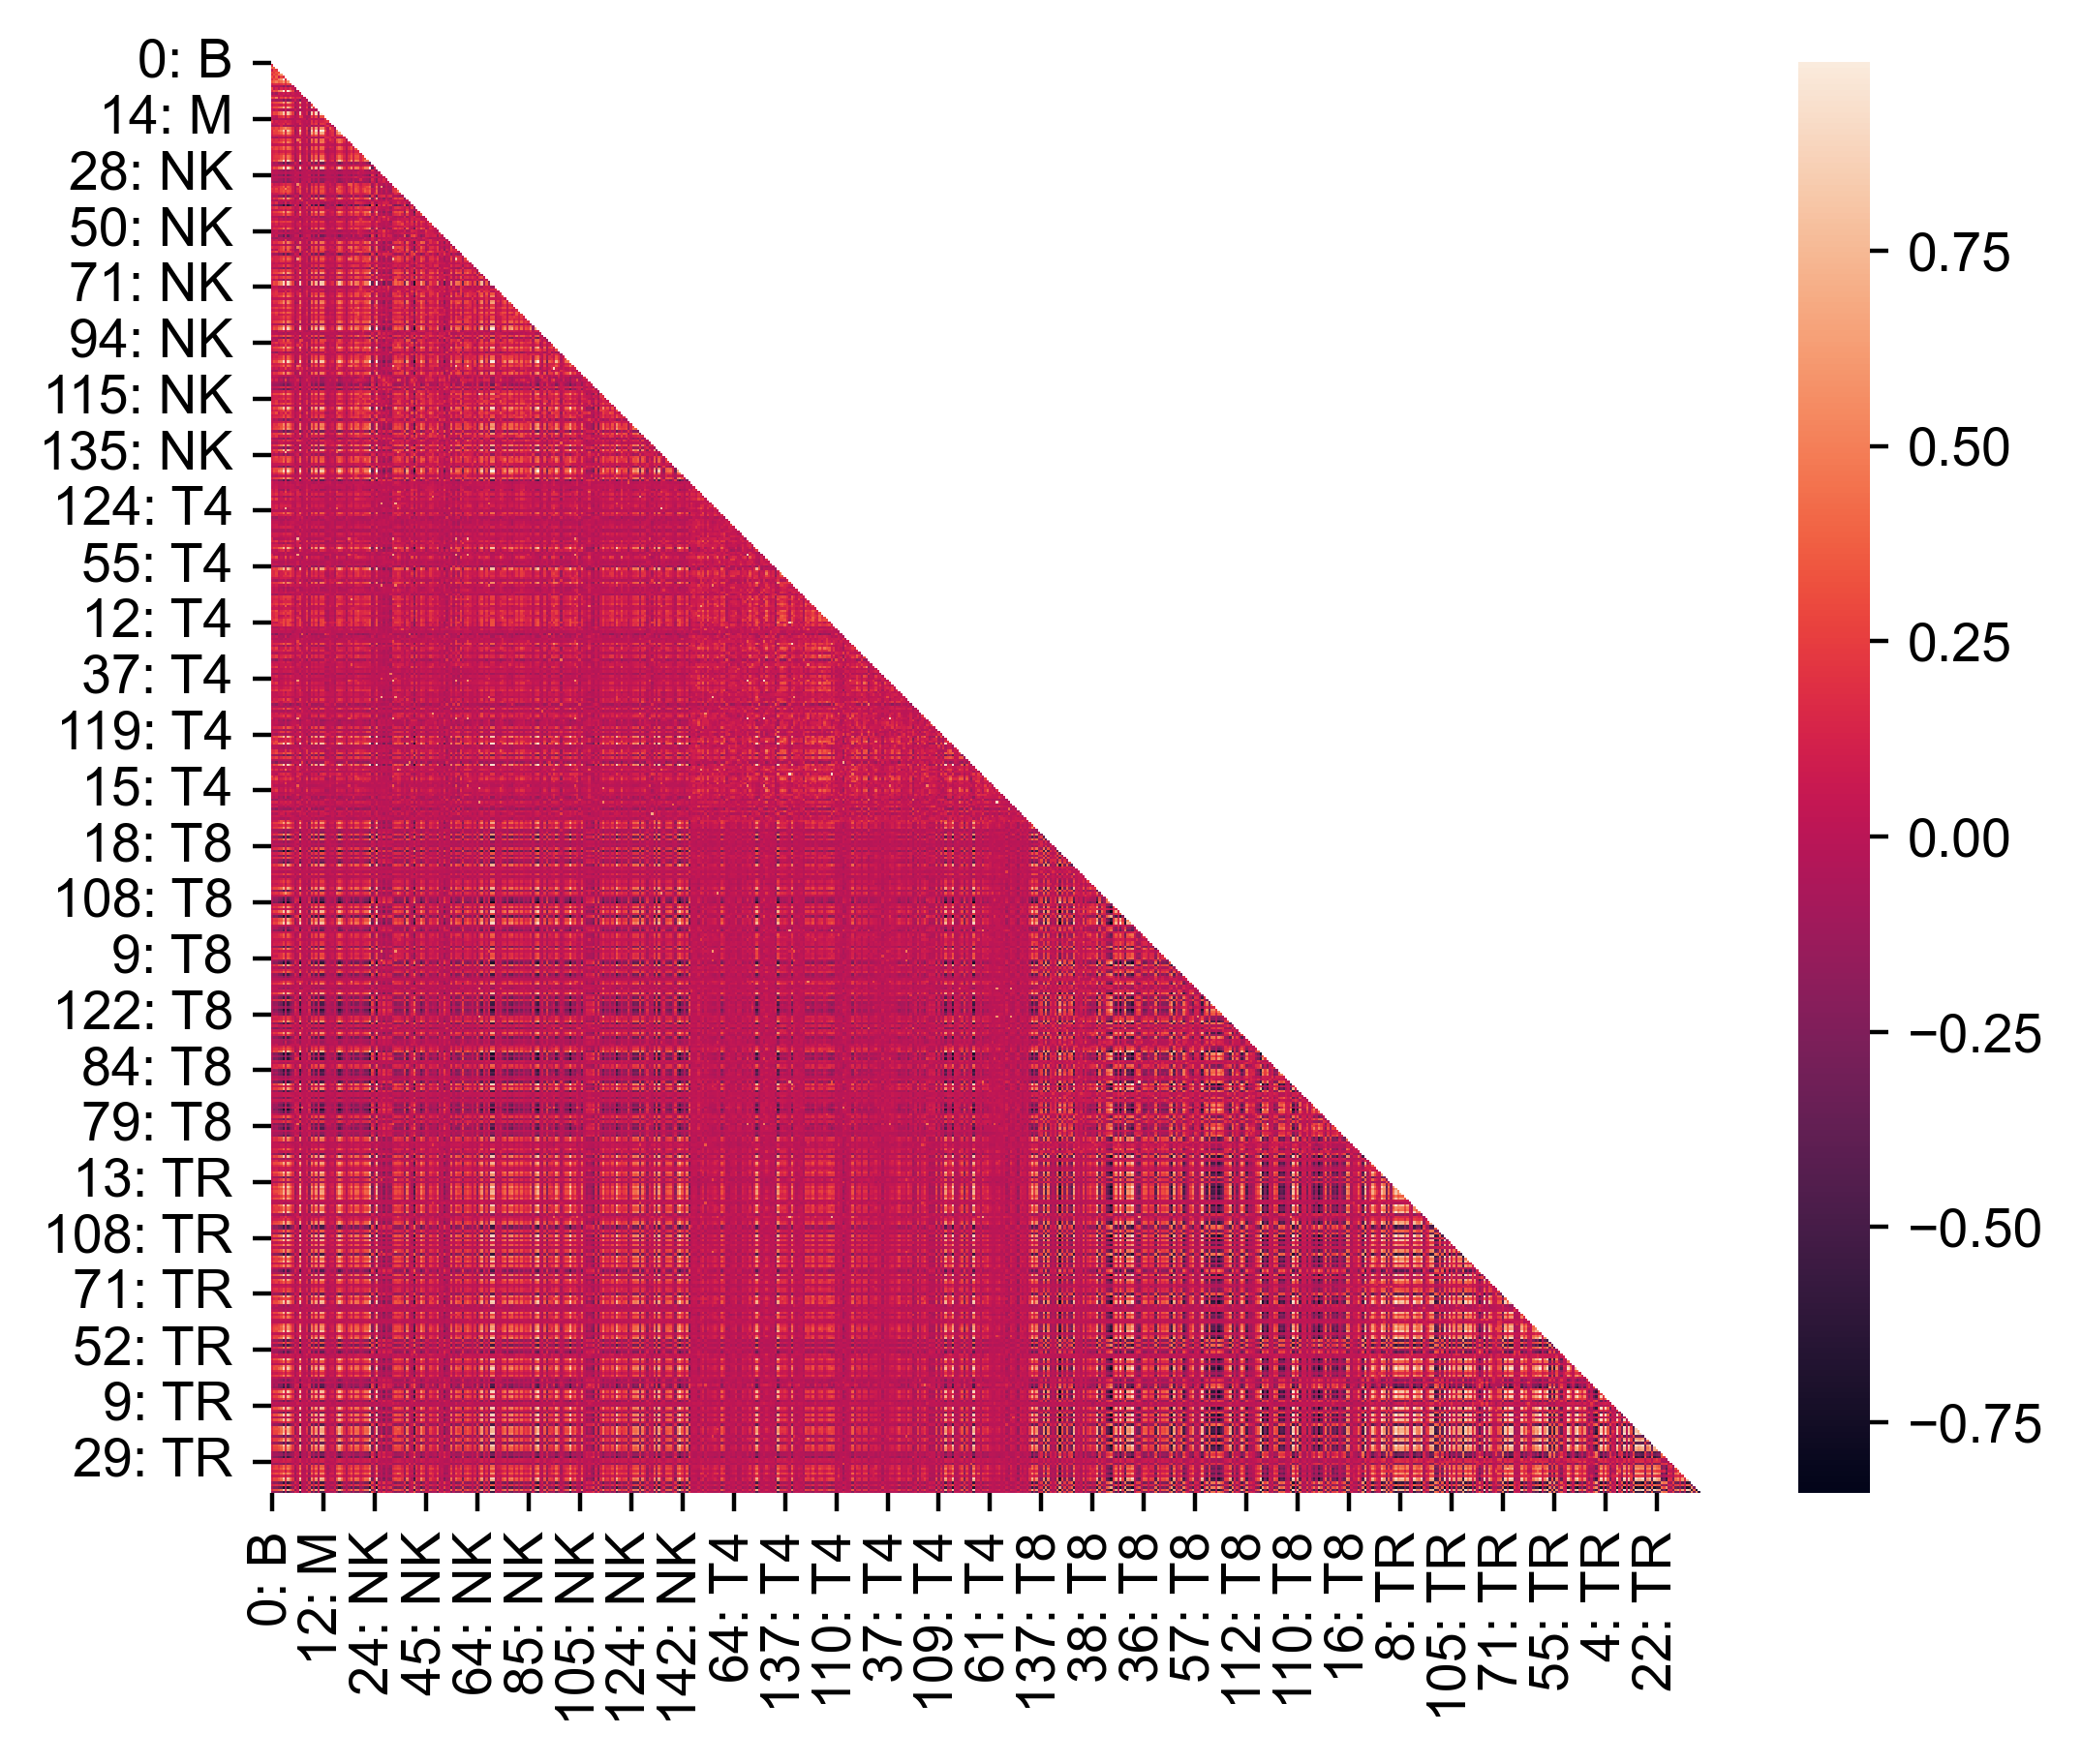 0: B
14: M
28: NK
50: NK
71: NK
94: NK
115: NK
135: NK
124: T4
55: T4
12: T4
37: T4
119: T4
15: T4
18: T8
108: T8
9: T8
122: T8
84: T8
79: T8
13: TR
108: TR
71: TR
52: TR
9: TR
29: TR
0: B
12: M
24: NK
45: NK
64: NK
85: NK
105: NK
124: NK
142: NK
64: T4
137: T4
110: T4
37: T4
109: T4
61: T4
137: T8
38: T8
36: T8
57: T8
112: T8
110: T8
16: T8
8: TR
105: TR
71: TR
55: TR
4: TR
22: TR
0.75
0.50
0.25
0.00
−0.25
−0.50
−0.75